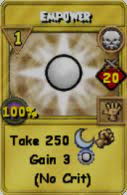 EMPOWER
1
20
100%
Take 250
Gain 3
(No Crit)